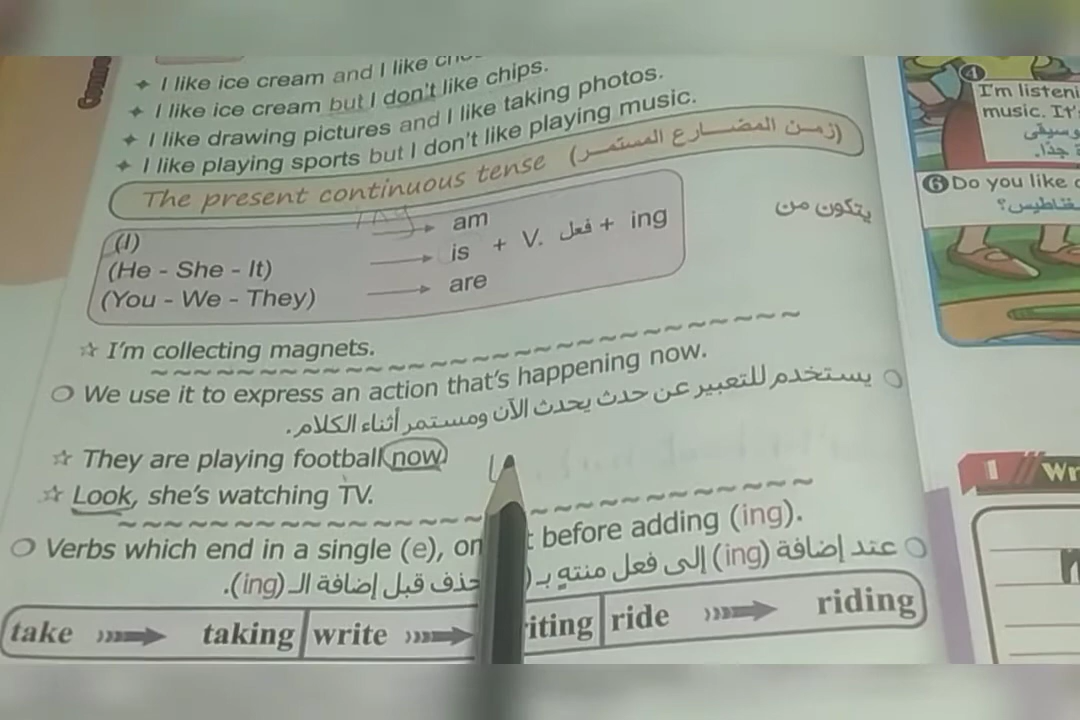 ✦ I like ice cream and I like
✦ I like ice cream but I don't like chips.
✦ I like drawing pictures and I like taking photos.
✦ I like playing sports but I don't like playing music.
The present continuous tense (زمن المضارع المستمر)
يتكون من
(I) am
(He - She - It) is + V. فعل + ing
(You - We - They) are
☆ I'm collecting magnets.
We use it to express an action that's happening now.
يستخدم للتعبير عن حدث يحدث الآن ومستمر أثناء الكلام.
☆ They are playing football now
☆ Look, she's watching TV.
Verbs which end in a single (e), before adding (ing).
عند إضافة (ing) إلى فعل منته بـ
قبل إضافة الـ (ing).
take taking write ride riding
4
I'm listeni
music. It'
6 Do you like
1 Wr